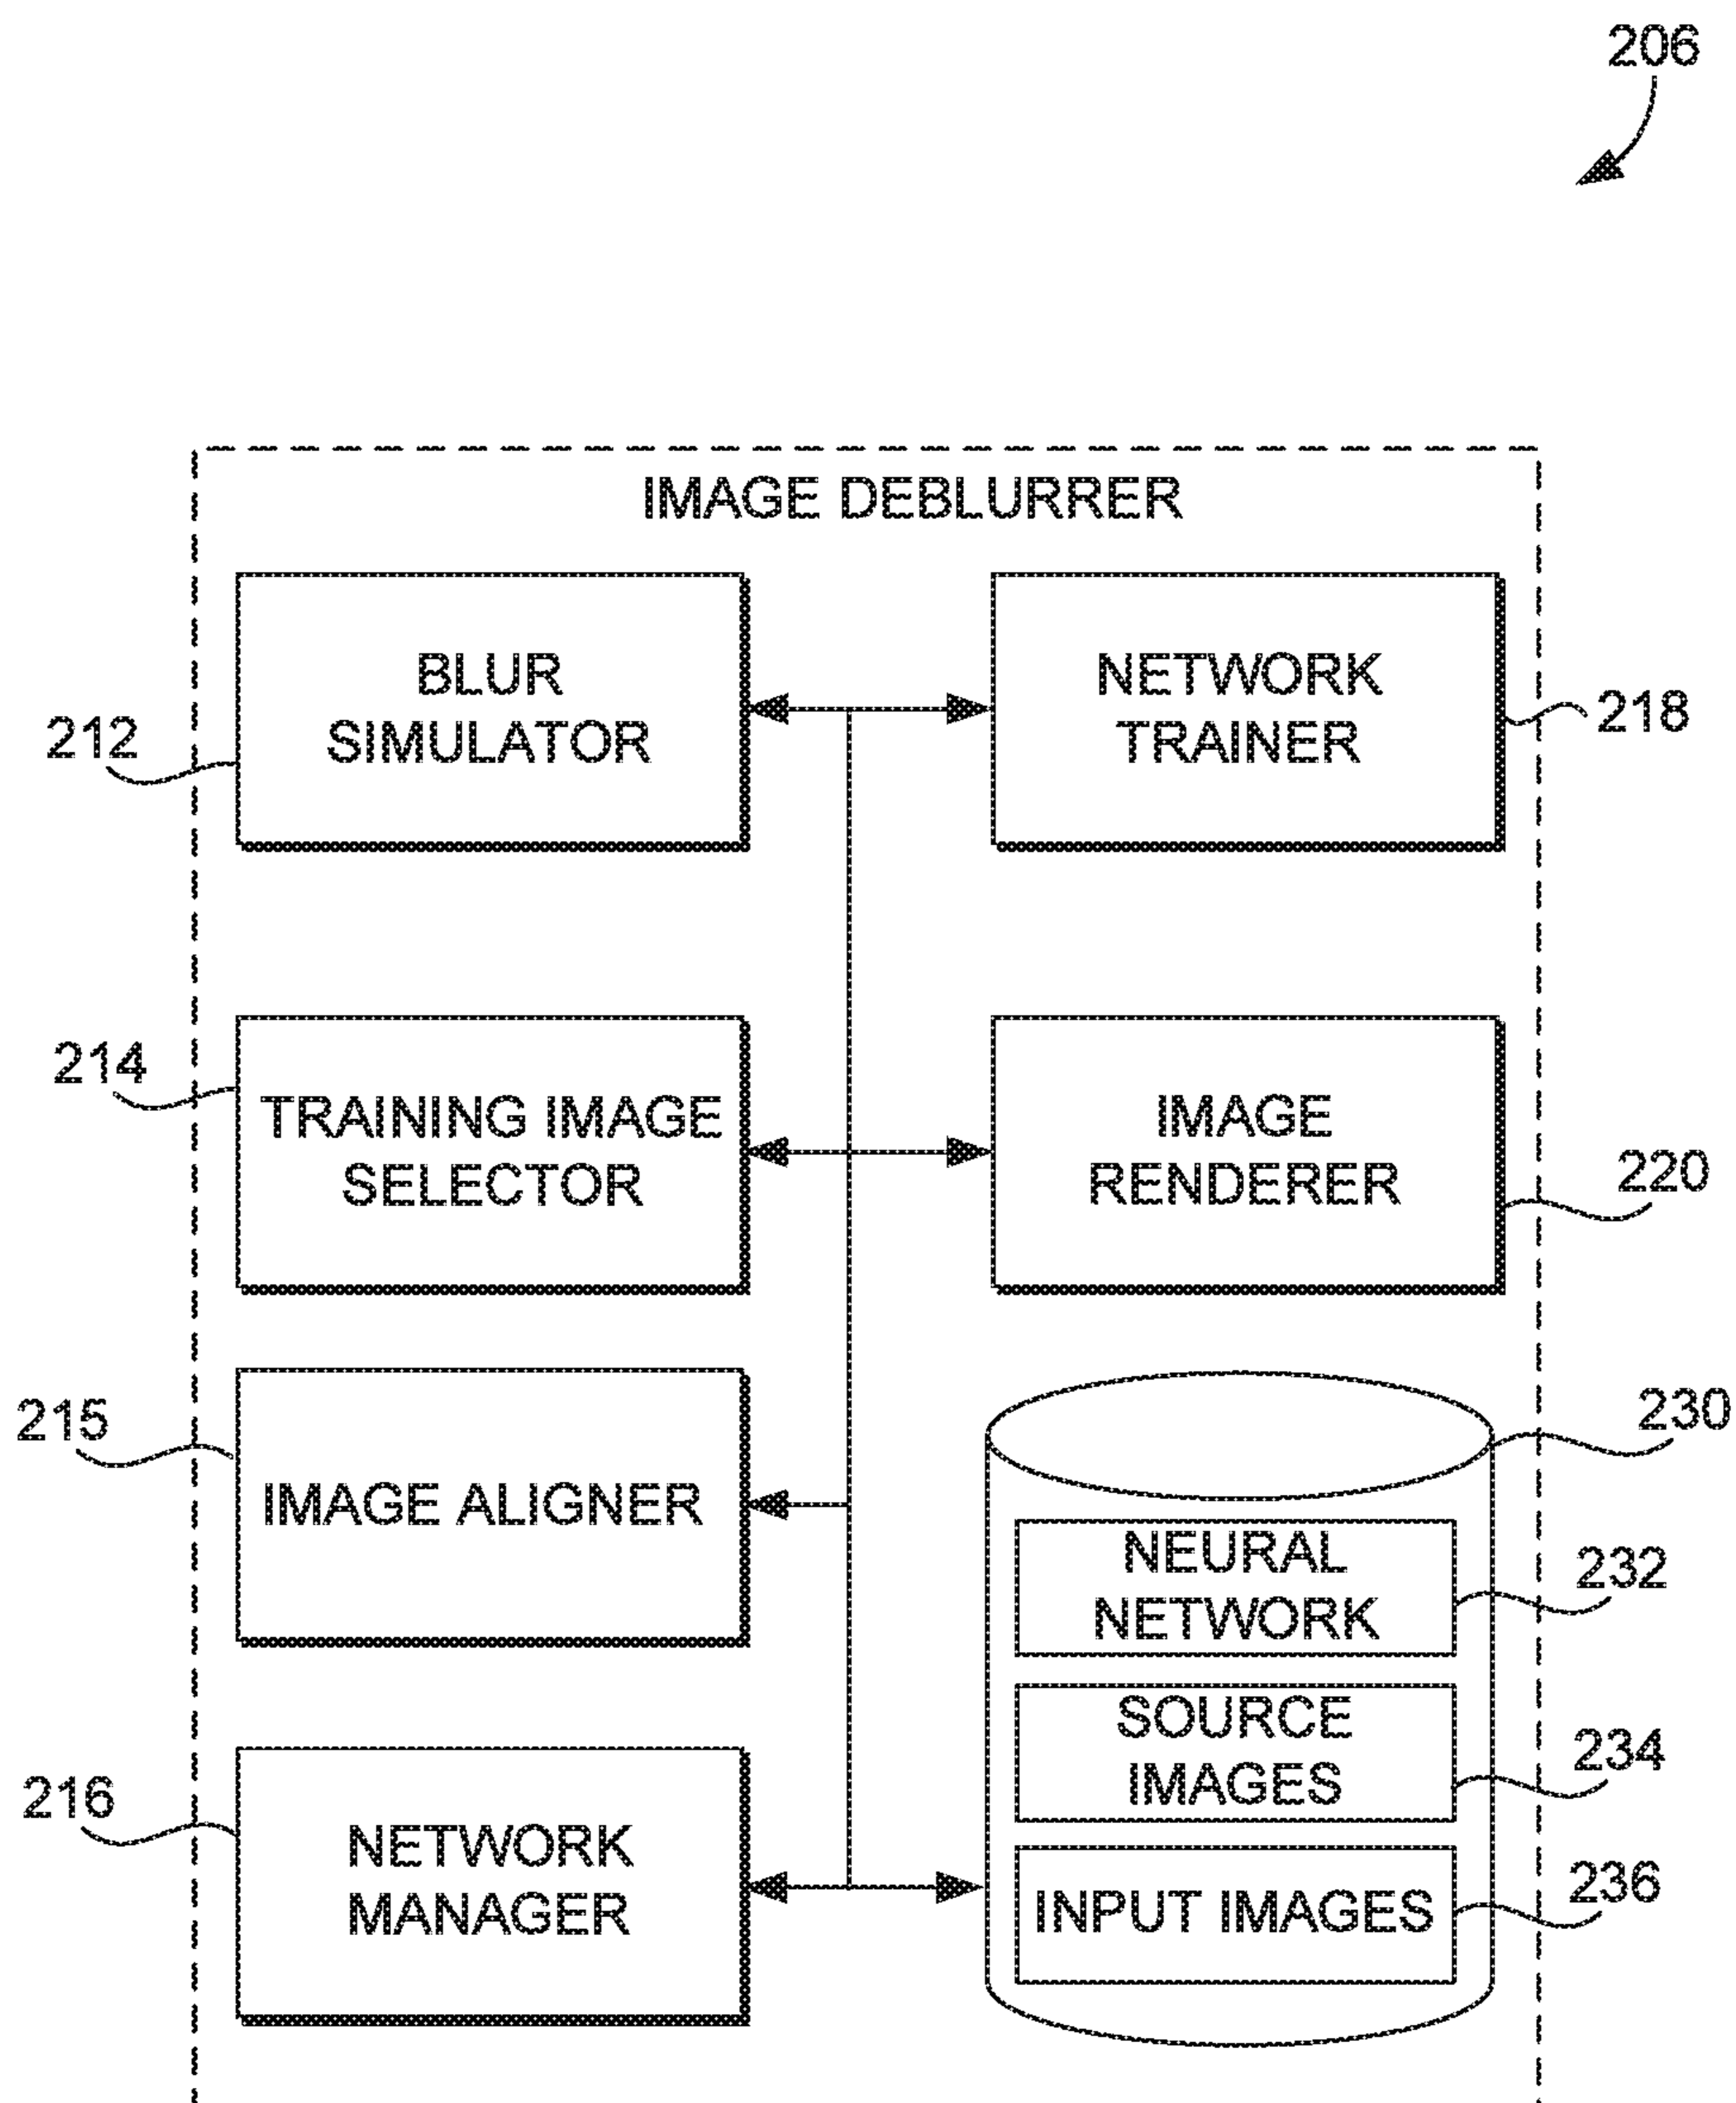 206
IMAGE DEBLURRER
BLUR
SIMULATOR
212
NETWORK
TRAINER
218
214
TRAINING IMAGE
SELECTOR
IMAGE
RENDERER
220
215
IMAGE ALIGNER
230
NEURAL
NETWORK
232
SOURCE
IMAGES
234
216
NETWORK
MANAGER
INPUT IMAGES
236